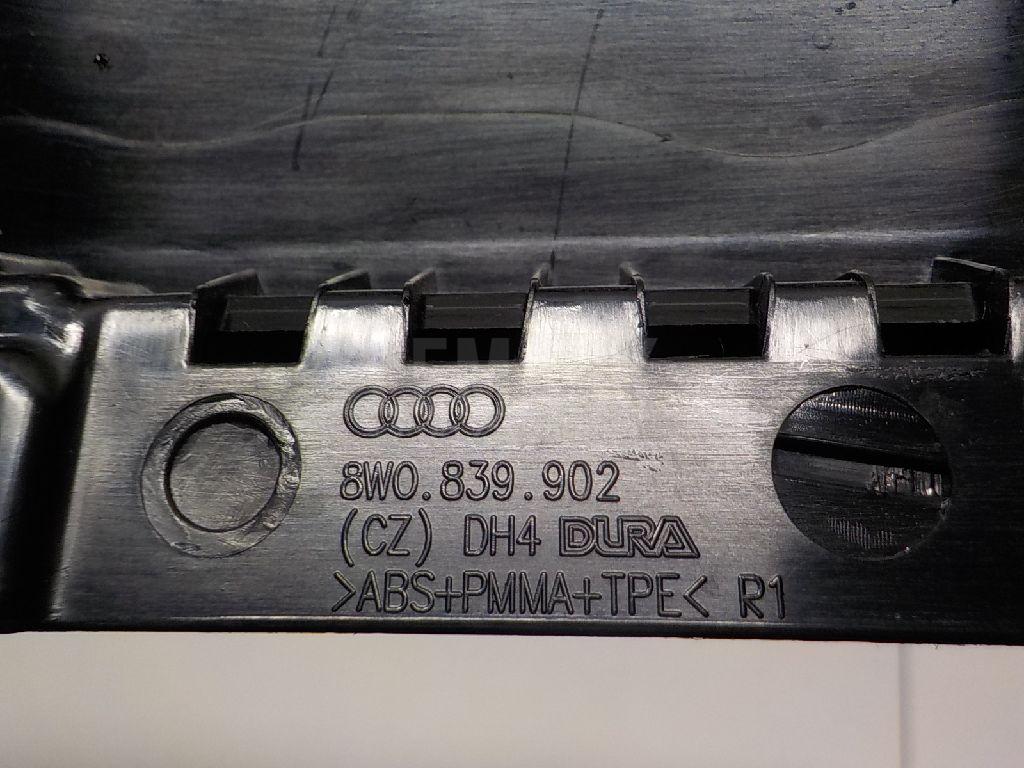 8W0.839.902
(CZ) DH4 DURA
>ABS+PMMA+TPE< R1